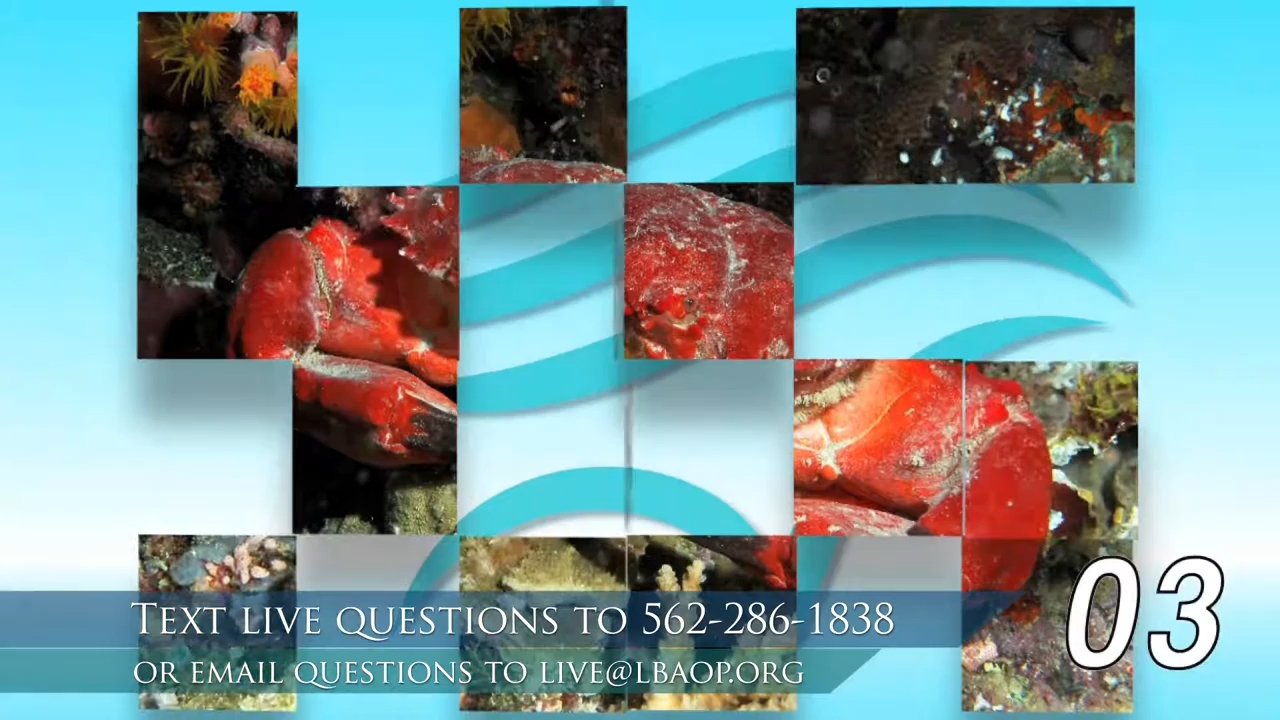 TEXT LIVE QUESTIONS TO 562-286-1838
OR EMAIL QUESTIONS TO LIVE@LBAOP.ORG
03